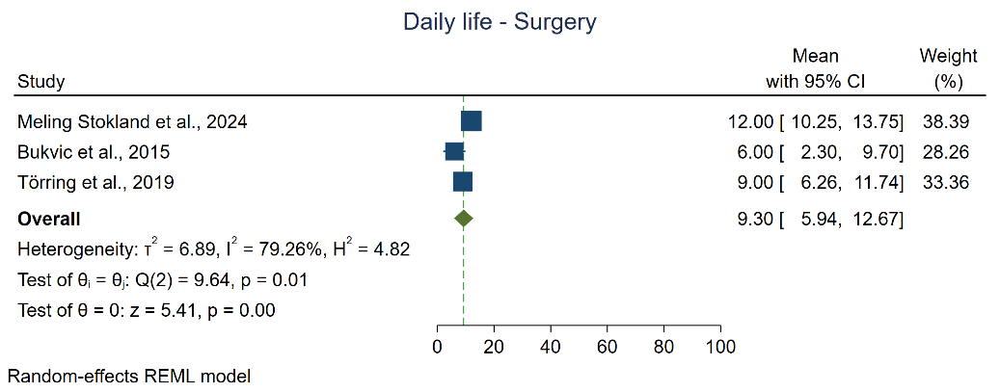 Daily life - Surgery
Mean Weight
Study with 95% CI (%)
Meling Stokland et al., 2024 12.00 [ 10.25, 13.75] 38.39
Bukvic et al., 2015 6.00 [ 2.30, 9.70] 28.26
Törring et al., 2019 9.00 [ 6.26, 11.74] 33.36
Overall 9.30 [ 5.94, 12.67]
Heterogeneity: τ² = 6.89, I² = 79.26%, H² = 4.82
Test of θᵢ = θⱼ: Q(2) = 9.64, p = 0.01
Test of θ = 0: z = 5.41, p = 0.00
0 20 40 60 80 100
Random-effects REML model